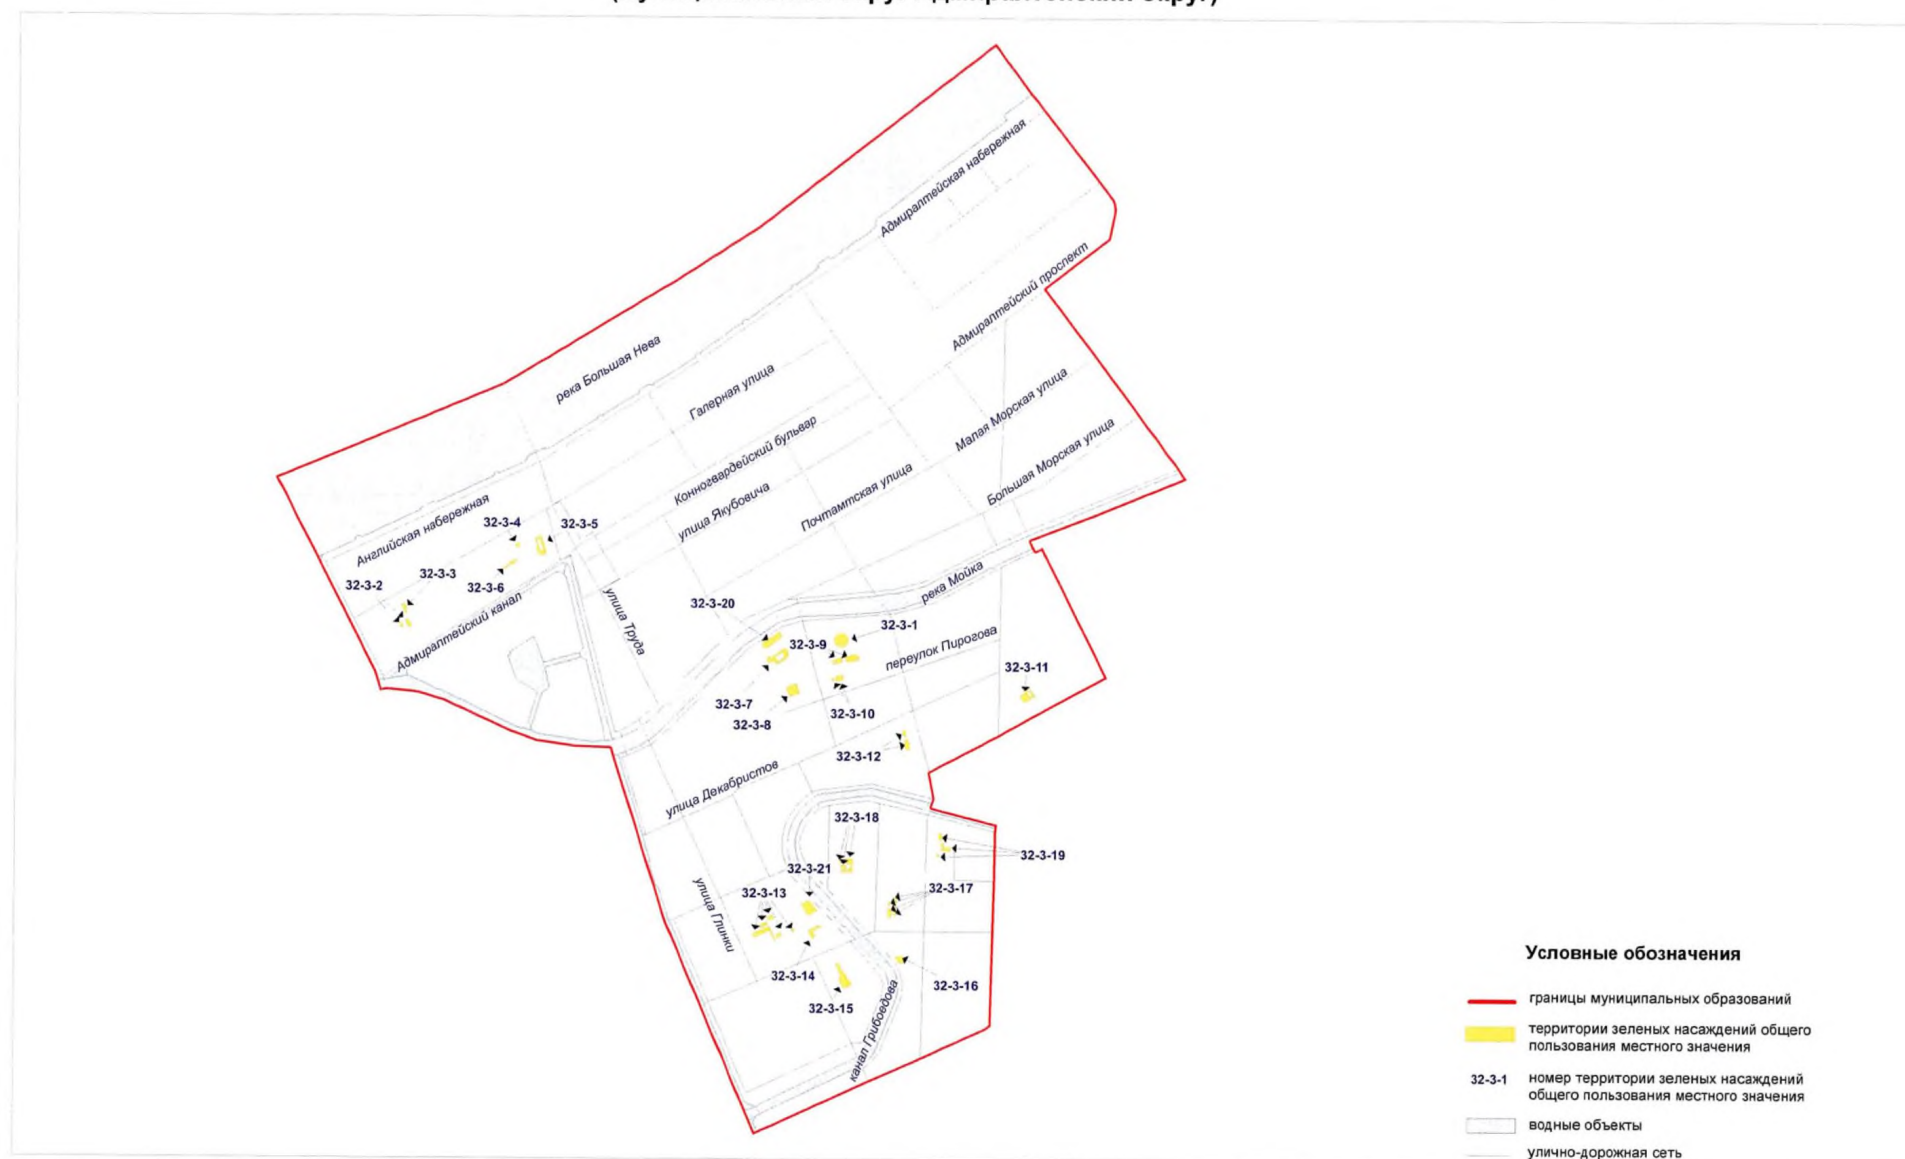 Адмиралтейская набережная
Адмиралтейский проспект
река Большая Нева
Галерная улица
Малая Морская улица
Конногвардейский бульвар
Большая Морская улица
улица Якубовича
Почтамтская улица
Английская набережная
32-3-4
32-3-5
32-3-3
32-3-2
32-3-6
Адмиралтейский канал
улица Труда
река Мойка
32-3-20
32-3-1
32-3-9
переулок Пирогова
32-3-11
32-3-7
32-3-8
32-3-10
32-3-12
улица Декабристов
32-3-18
32-3-19
32-3-21
32-3-13
32-3-17
улица Глинки
32-3-14
32-3-16
32-3-15
канал Грибоедова
Условные обозначения
границы муниципальных образований
территории зеленых насаждений общего
пользования местного значения
32-3-1 номер территории зеленых насаждений
общего пользования местного значения
водные объекты
улично-дорожная сеть